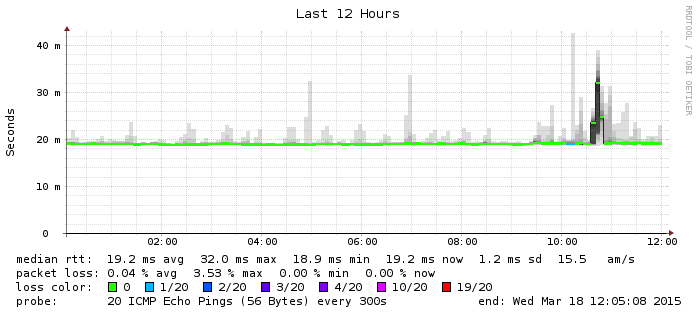 Last 12 Hours
RRDTOOL / TOBI OETIKER
Seconds
40 m
30 m
20 m
10 m
0
02:00 04:00 06:00 08:00 10:00 12:00
median rtt: 19.2 ms avg 32.0 ms max 18.9 ms min 19.2 ms now 1.2 ms sd 15.5 am/s
packet loss: 0.04 % avg 3.53 % max 0.00 % min 0.00 % now
loss color: 0 1/20 2/20 3/20 4/20 10/20 19/20
probe: 20 ICMP Echo Pings (56 Bytes) every 300s end: Wed Mar 18 12:05:08 2015